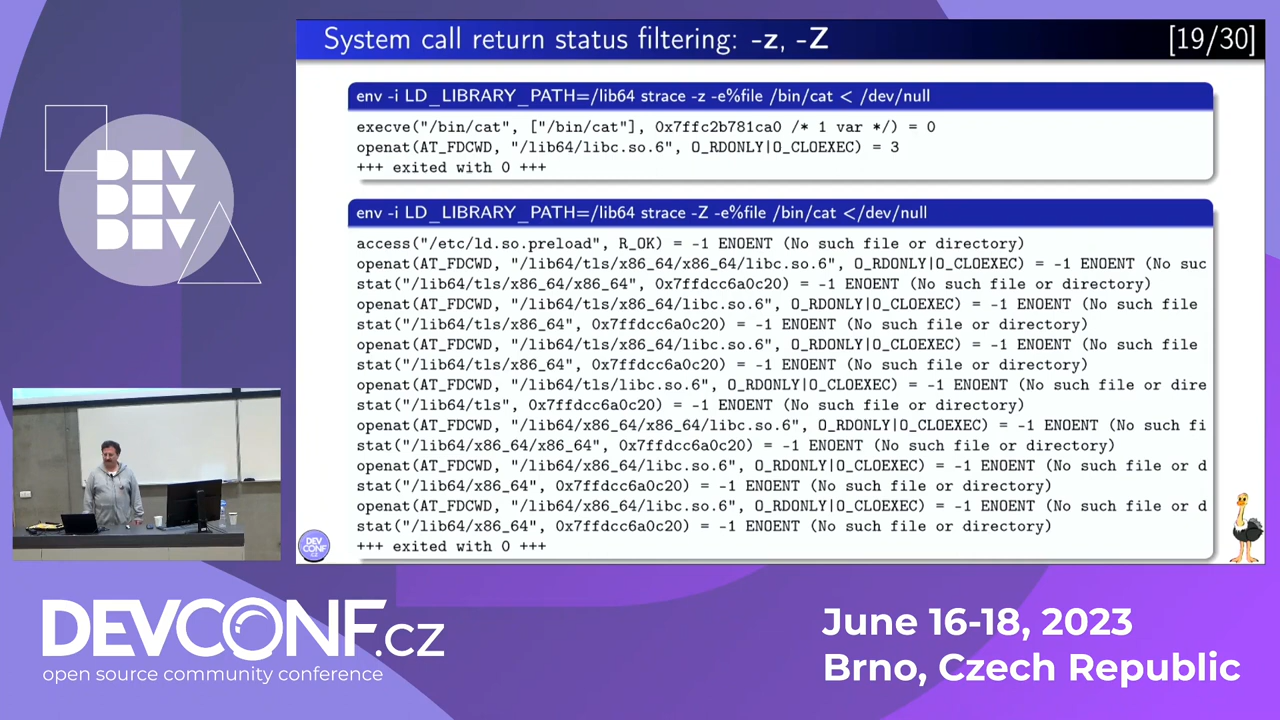 System call return status filtering: -z, -Z [19/30]
env -i LD_LIBRARY_PATH=/lib64 strace -z -e%file /bin/cat < /dev/null
execve("/bin/cat", ["/bin/cat"], 0x7ffc2b781ca0 /* 1 var */) = 0
openat(AT_FDCWD, "/lib64/libc.so.6", O_RDONLY|O_CLOEXEC) = 3
+++ exited with 0 +++
env -i LD_LIBRARY_PATH=/lib64 strace -Z -e%file /bin/cat </dev/null
access("/etc/ld.so.preload", R_OK) = -1 ENOENT (No such file or directory)
openat(AT_FDCWD, "/lib64/tls/x86_64/x86_64/libc.so.6", O_RDONLY|O_CLOEXEC) = -1 ENOENT (No suc
stat("/lib64/tls/x86_64/x86_64", 0x7ffdcc6a0c20) = -1 ENOENT (No such file or directory)
openat(AT_FDCWD, "/lib64/tls/x86_64/libc.so.6", O_RDONLY|O_CLOEXEC) = -1 ENOENT (No such file
stat("/lib64/tls/x86_64", 0x7ffdcc6a0c20) = -1 ENOENT (No such file or directory)
openat(AT_FDCWD, "/lib64/tls/x86_64/libc.so.6", O_RDONLY|O_CLOEXEC) = -1 ENOENT (No such file
stat("/lib64/tls/x86_64", 0x7ffdcc6a0c20) = -1 ENOENT (No such file or directory)
openat(AT_FDCWD, "/lib64/tls/libc.so.6", O_RDONLY|O_CLOEXEC) = -1 ENOENT (No such file or dire
stat("/lib64/tls", 0x7ffdcc6a0c20) = -1 ENOENT (No such file or directory)
openat(AT_FDCWD, "/lib64/x86_64/x86_64/libc.so.6", O_RDONLY|O_CLOEXEC) = -1 ENOENT (No such fi
stat("/lib64/x86_64/x86_64", 0x7ffdcc6a0c20) = -1 ENOENT (No such file or directory)
openat(AT_FDCWD, "/lib64/x86_64/libc.so.6", O_RDONLY|O_CLOEXEC) = -1 ENOENT (No such file or d
stat("/lib64/x86_64", 0x7ffdcc6a0c20) = -1 ENOENT (No such file or directory)
openat(AT_FDCWD, "/lib64/x86_64/libc.so.6", O_RDONLY|O_CLOEXEC) = -1 ENOENT (No such file or d
stat("/lib64/x86_64", 0x7ffdcc6a0c20) = -1 ENOENT (No such file or directory)
+++ exited with 0 +++
DEV
DEV
DEV
DEV
CONF
.CZ
DEVCONF.cz
open source community conference
June 16-18, 2023
Brno, Czech Republic